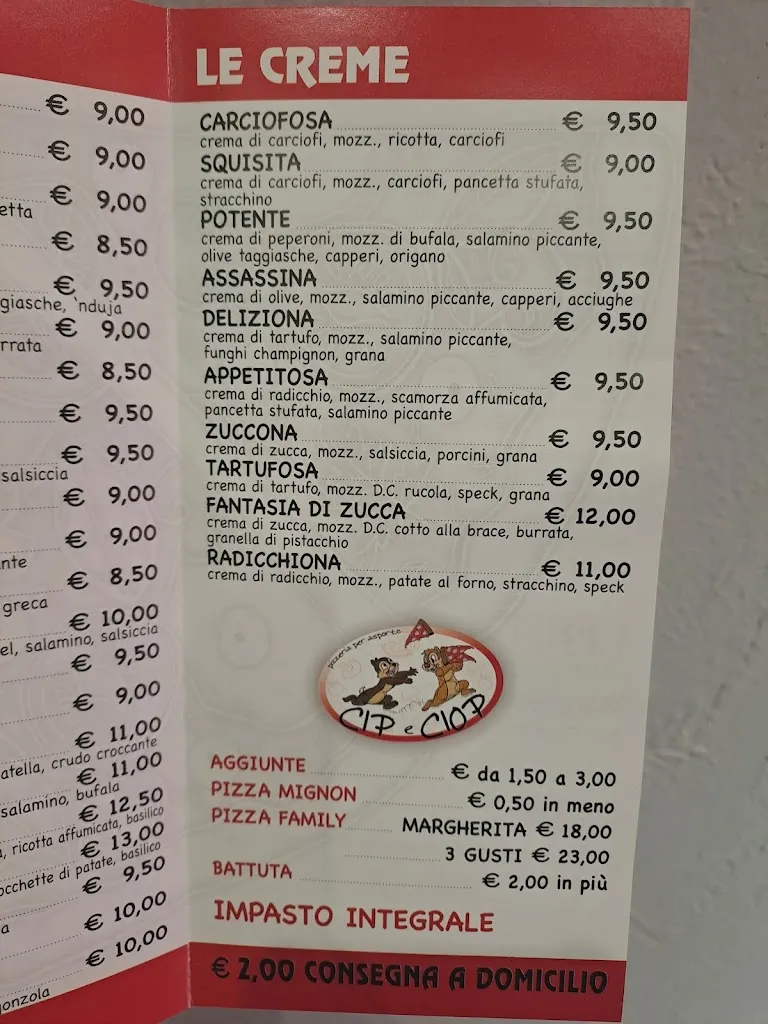 € 9,00
€ 9,00
€ 9,00
etta
€ 8,50
€ 9,50
giasche, 'nduja
€ 9,00
rrata
€ 8,50
€ 9,50
€ 9,50
salsiccia
€ 9,00
€ 9,00
nte
€ 8,50
greca
€ 10,00
el, salamino, salsiccia
€ 9,50
€ 9,00
€ 11,00
atella, crudo croccante
€ 11,00
salamino, bufala
€ 12,50
, ricotta affumicata, basilico
€ 13,00
occhette di patate, basilico
€ 9,50
€ 10,00
a
€ 10,00
gonzola
LE CREME
CARCIOFOSA € 9,50
crema di carciofi, mozz., ricotta, carciofi
SQUISITA € 9,00
crema di carciofi, mozz., carciofi, pancetta stufata,
stracchino
POTENTE € 9,50
crema di peperoni, mozz. di bufala, salamino piccante,
olive taggiasche, capperi, origano
ASSASSINA € 9,50
crema di olive, mozz., salamino piccante, capperi, acciughe
DELIZIONA € 9,50
crema di tartufo, mozz., salamino piccante,
funghi champignon, grana
APPETITOSA € 9,50
crema di radicchio, mozz., scamorza affumicata,
pancetta stufata, salamino piccante
ZUCCONA € 9,50
crema di zucca, mozz., salsiccia, porcini, grana
TARTUFOSA € 9,00
crema di tartufo, mozz. D.C. rucola, speck, grana
FANTASIA DI ZUCCA € 12,00
crema di zucca, mozz. D.C. cotto alla brace, burrata,
granella di pistacchio
RADICCHIONA € 11,00
crema di radicchio, mozz., patate al forno, stracchino, speck
pizzeria per asporto
CIP e CIOP
AGGIUNTE € da 1,50 a 3,00
PIZZA MIGNON € 0,50 in meno
PIZZA FAMILY MARGHERITA € 18,00
3 GUSTI € 23,00
BATTUTA € 2,00 in più
IMPASTO INTEGRALE
€ 2,00 CONSEGNA A DOMICILIO